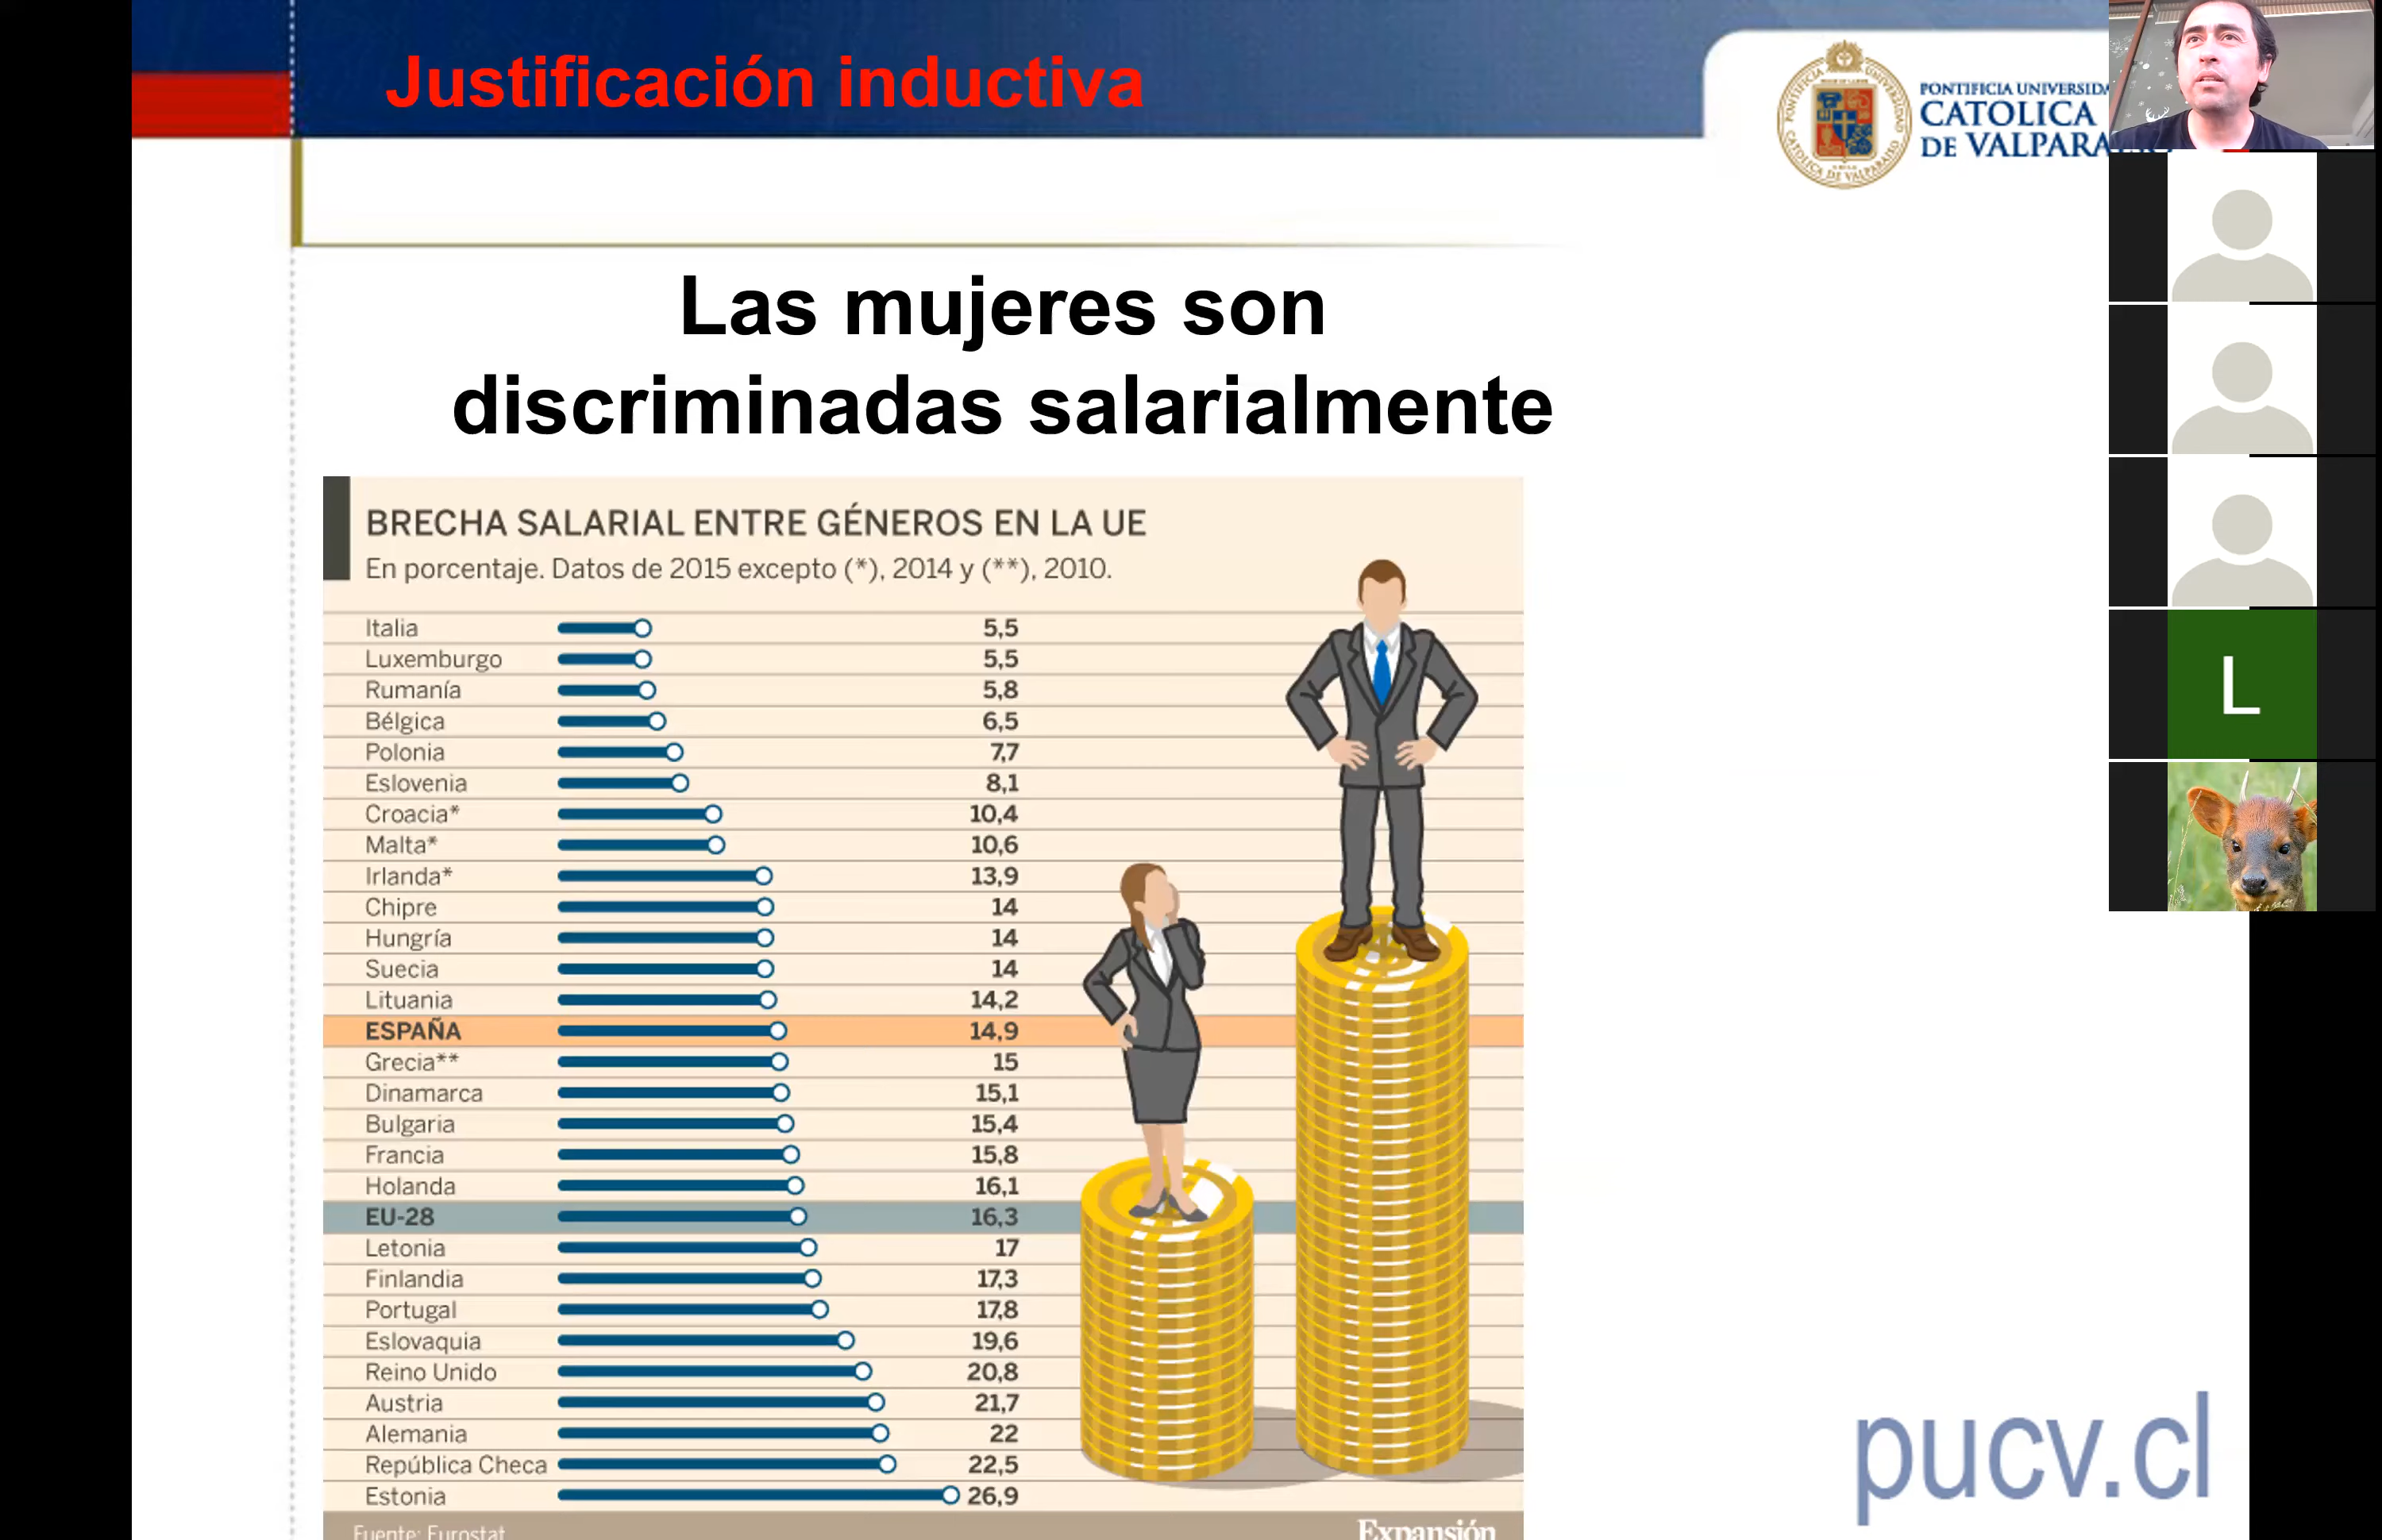 Justificación inductiva
PONTIFICIA UNIVERSIDA
CATOLICA
DE VALPARA
Las mujeres son
discriminadas salarialmente
BRECHA SALARIAL ENTRE GÉNEROS EN LA UE
En porcentaje. Datos de 2015 excepto (*), 2014 y (**), 2010.
Italia 5,5
Luxemburgo 5,5
Rumanía 5,8
Bélgica 6,5
Polonia 7,7
Eslovenia 8,1
Croacia* 10,4
Malta* 10,6
Irlanda* 13,9
Chipre 14
Hungría 14
Suecia 14
Lituania 14,2
ESPAÑA 14,9
Grecia** 15
Dinamarca 15,1
Bulgaria 15,4
Francia 15,8
Holanda 16,1
EU-28 16,3
Letonia 17
Finlandia 17,3
Portugal 17,8
Eslovaquia 19,6
Reino Unido 20,8
Austria 21,7
Alemania 22
República Checa 22,5
Estonia 26,9
Fuente: Eurostat
Expansión
pucv.cl
L